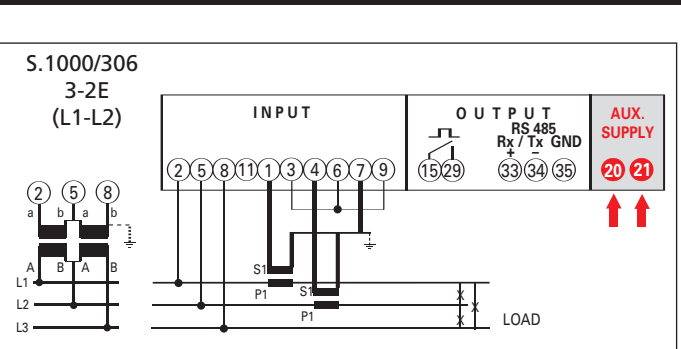 S.1000/306
3-2E
(L1-L2)
INPUT
OUTPUT
RS 485
Rx / Tx GND
+ −
AUX.
SUPPLY
2 5 8 11 1 3 4 6 7 9
15 29
33 34 35
20 21
2 5 8
a b a b
A B A B
L1
L2
L3
S1
P1
S1
P1
LOAD